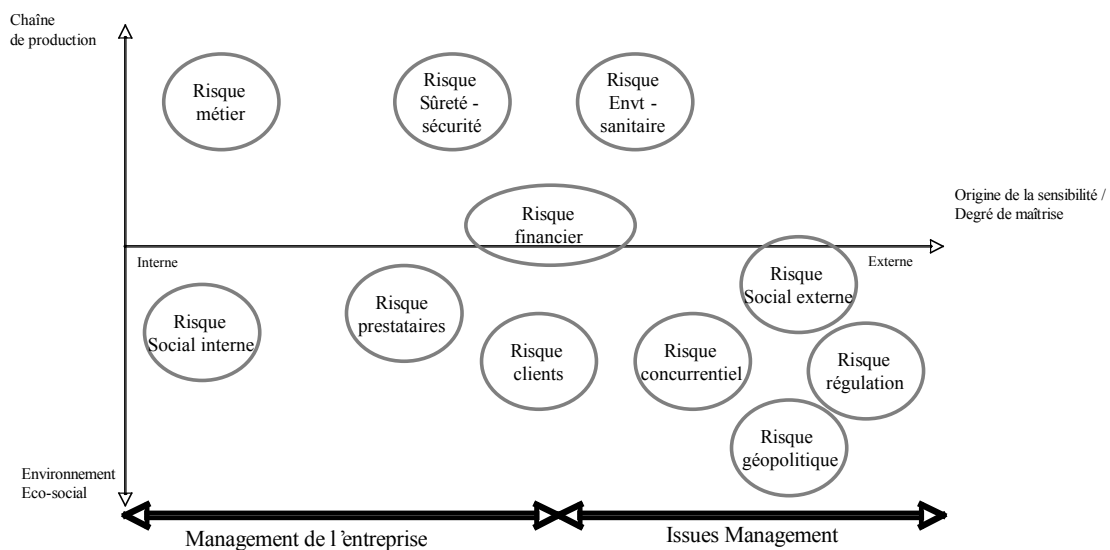 Chaîne
de production
Risque
métier
Risque
Sûreté -
sécurité
Risque
Envt -
sanitaire
Risque
financier
Origine de la sensibilité /
Degré de maîtrise
Interne
Externe
Risque
Social interne
Risque
prestataires
Risque
clients
Risque
concurrentiel
Risque
Social externe
Risque
régulation
Risque
géopolitique
Environnement
Eco-social
Management de l ’entreprise
Issues Management